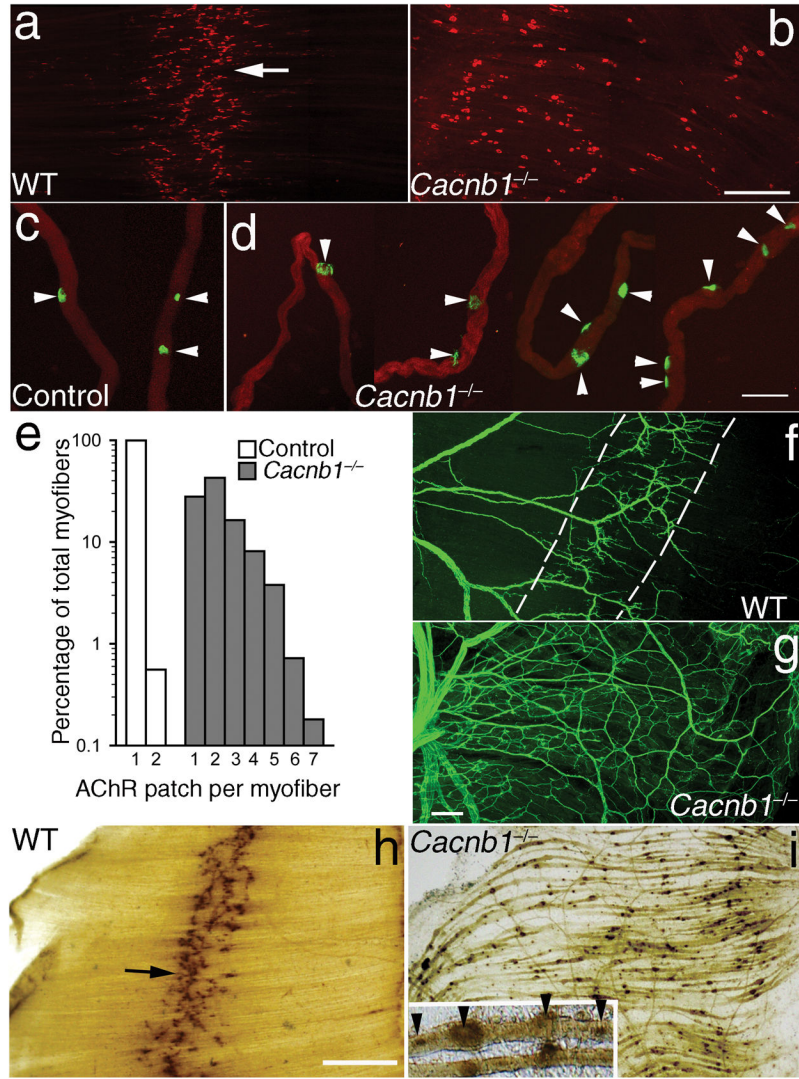 a
WT
b
Cacnb1⁻/⁻
c
Control
d
Cacnb1⁻/⁻
e
Percentage of total myofibers
100
10
1
0.1
Control
Cacnb1⁻/⁻
1 2 1 2 3 4 5 6 7
AChR patch per myofiber
f
WT
g
Cacnb1⁻/⁻
WT
h
Cacnb1⁻/⁻
i